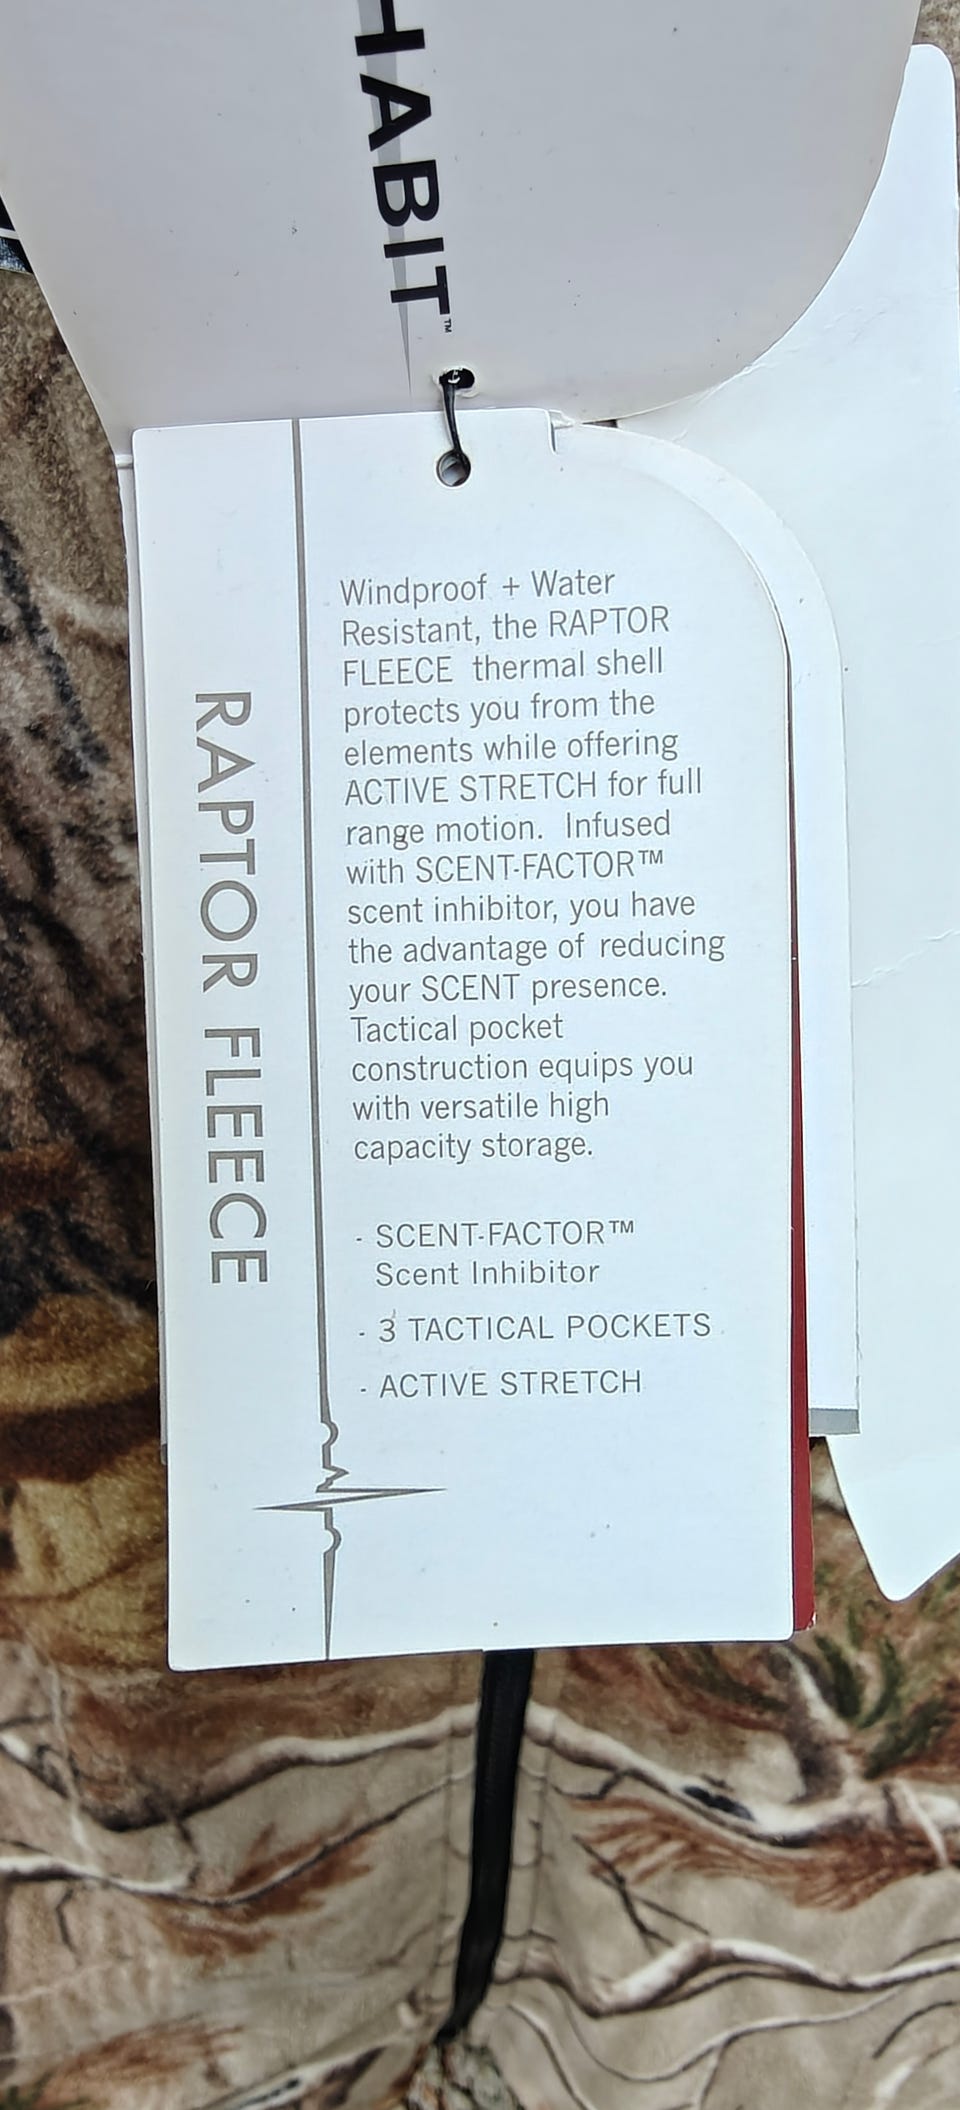 HABIT™
RAPTOR FLEECE
Windproof + Water
Resistant, the RAPTOR
FLEECE thermal shell
protects you from the
elements while offering
ACTIVE STRETCH for full
range motion. Infused
with SCENT-FACTOR™
scent inhibitor, you have
the advantage of reducing
your SCENT presence.
Tactical pocket
construction equips you
with versatile high
capacity storage.
- SCENT-FACTOR™
Scent Inhibitor
- 3 TACTICAL POCKETS
- ACTIVE STRETCH